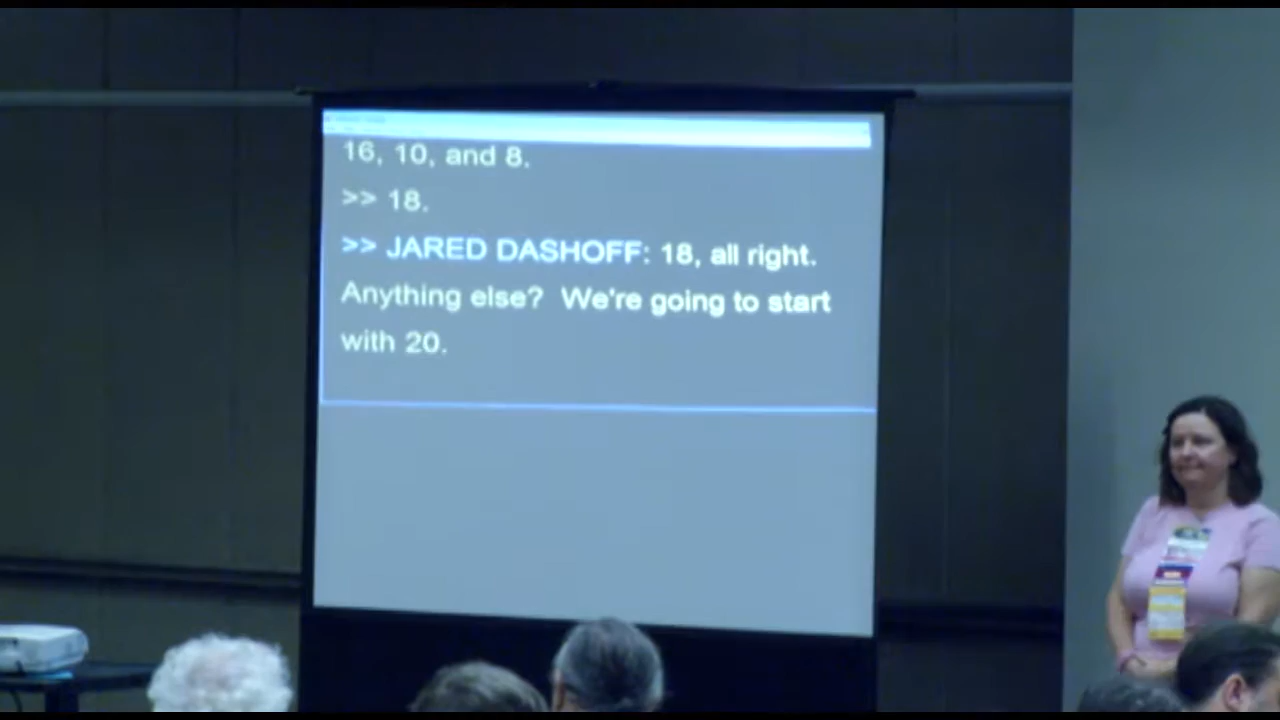 16, 10, and 8.
>> 18.
>> JARED DASHOFF: 18, all right.
Anything else? We're going to start
with 20.